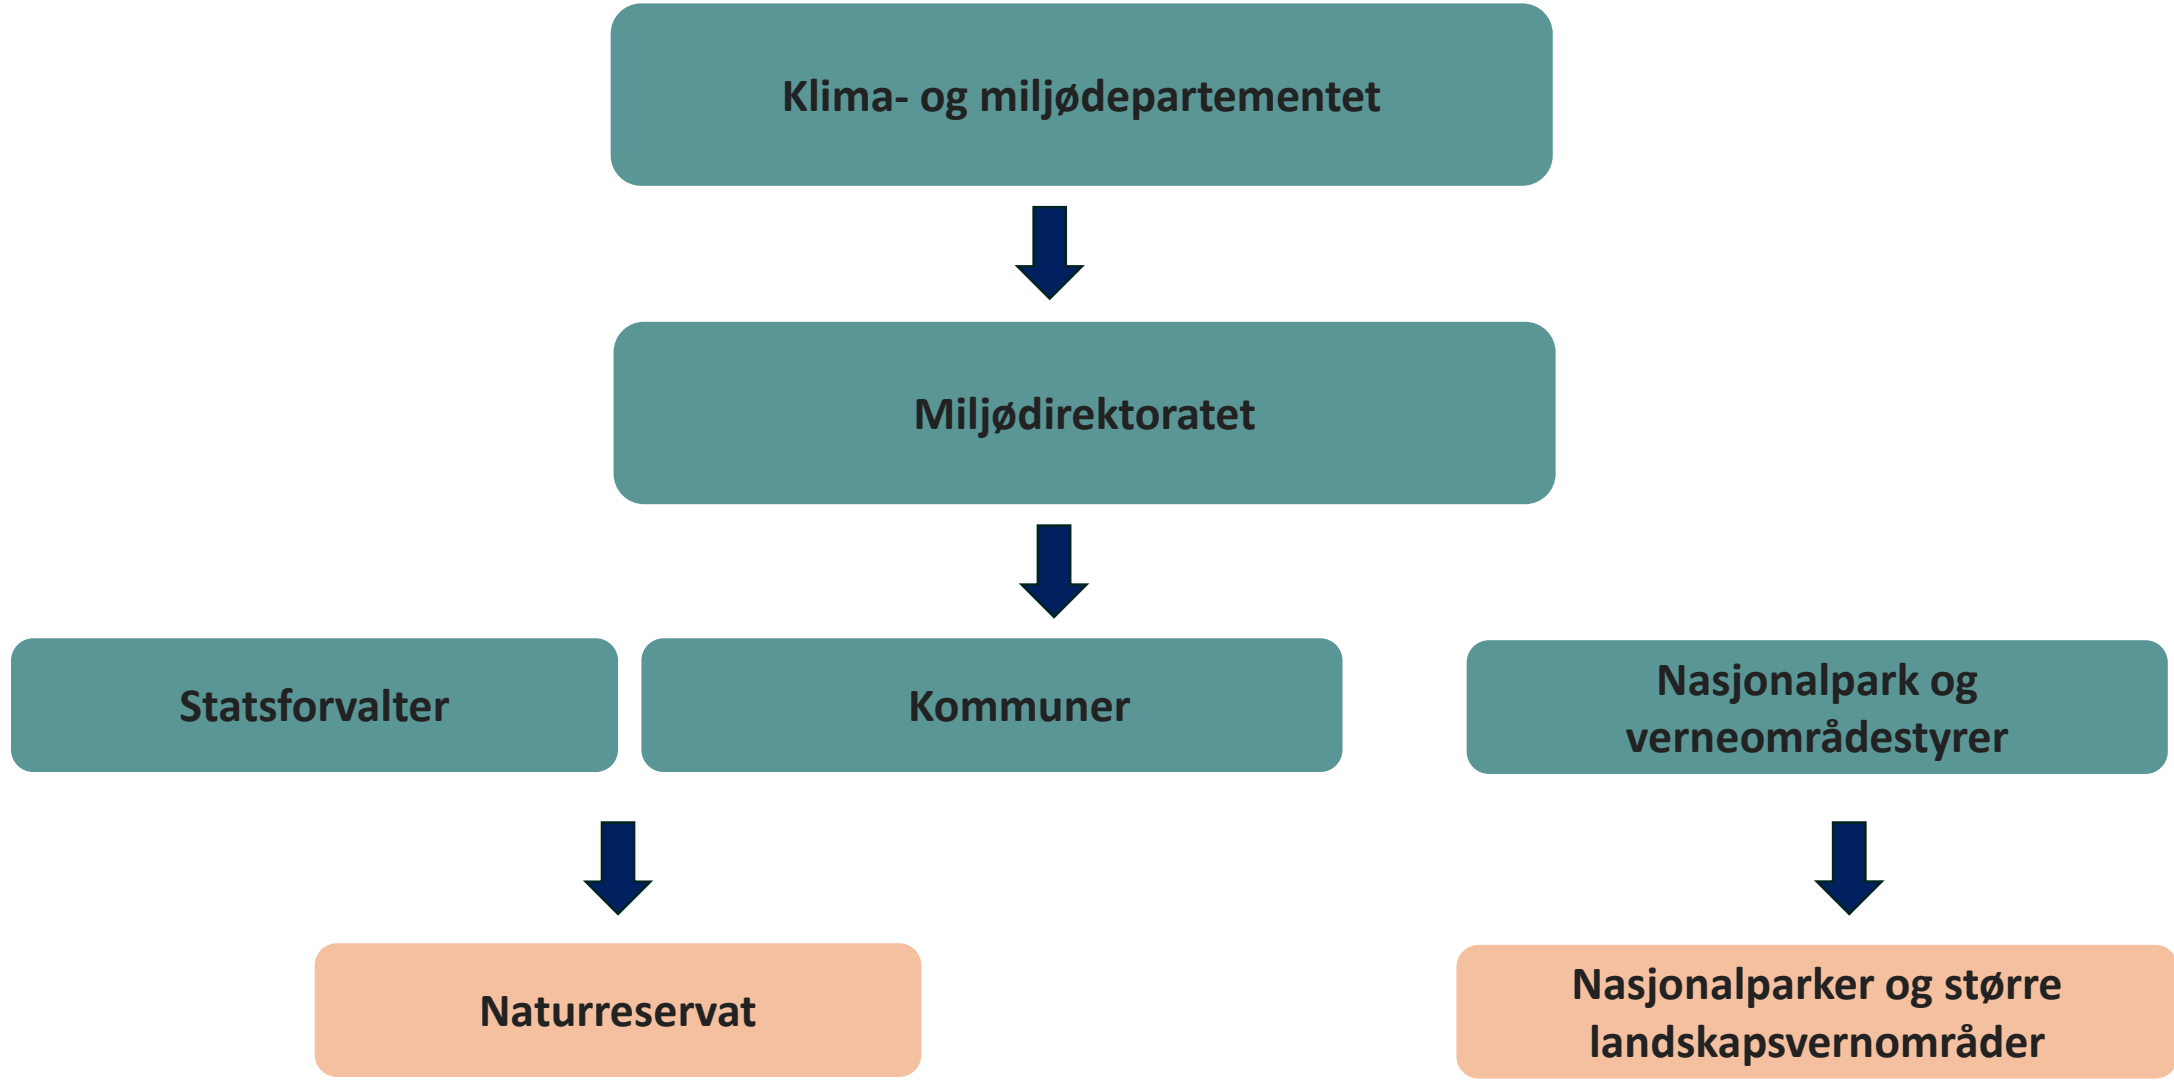 Klima- og miljødepartementet
Miljødirektoratet
Statsforvalter
Kommuner
Nasjonalpark og
verneområdestyrer
Naturreservat
Nasjonalparker og større
landskapsvernområder